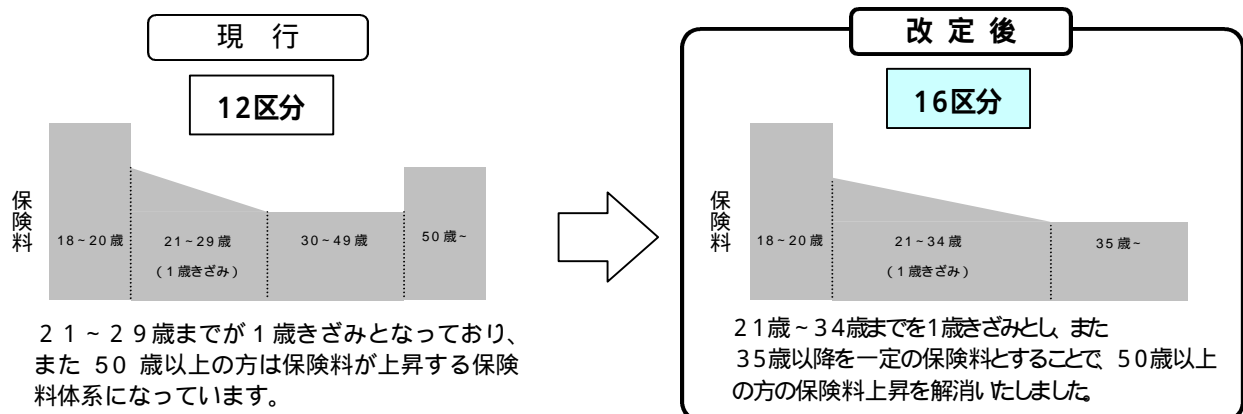 現 行
12区分
保険料
18~20歳
21~29歳
(1歳きざみ)
30~49歳
50歳~
21~29歳までが1歳きざみとなっており、
また 50 歳以上の方は保険料が上昇する保険
料体系になっています。
改 定 後
16区分
保険料
18~20歳
21~34歳
(1歳きざみ)
35歳~
21歳~34歳までを1歳きざみとし、また
35歳以降を一定の保険料とすることで、50歳以上
の方の保険料上昇を解消いたしました。